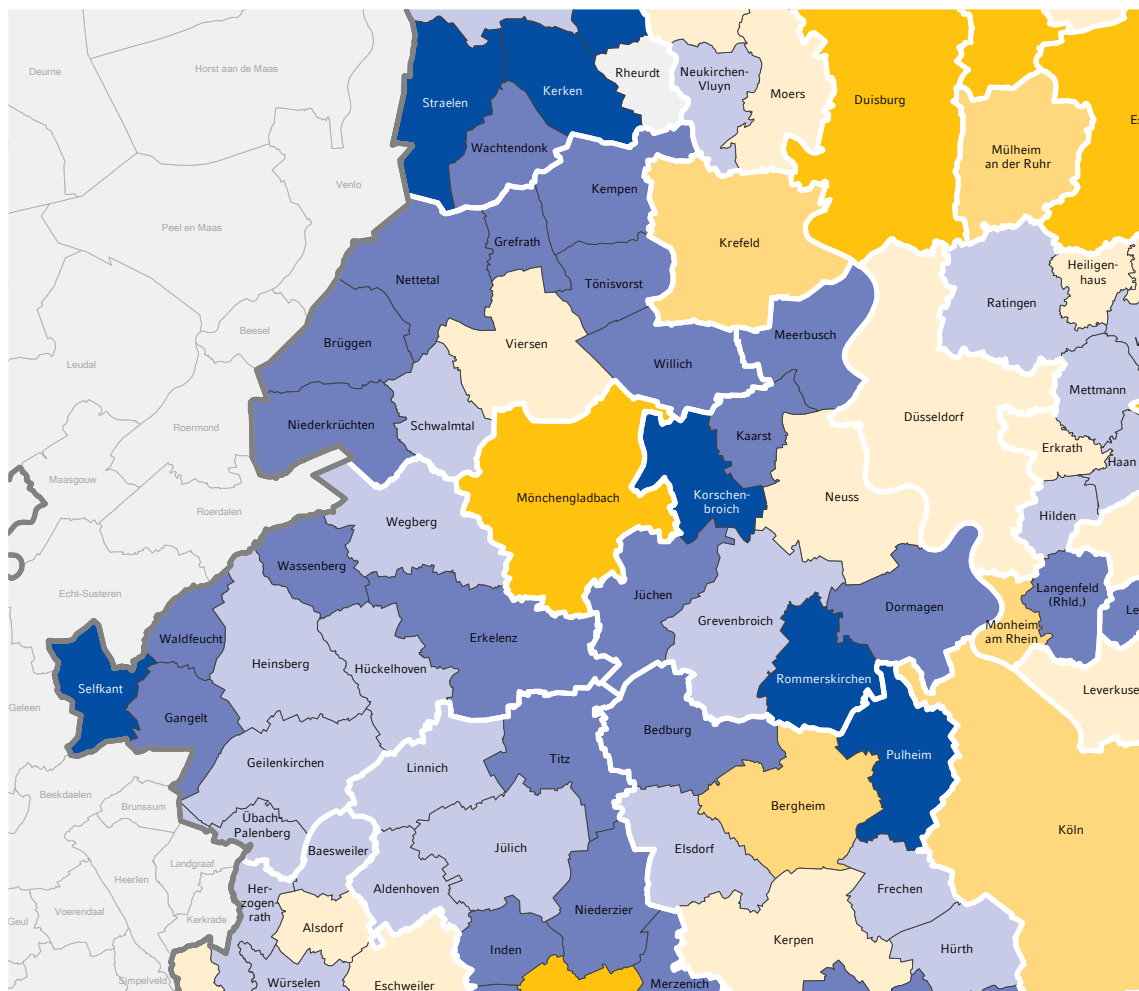 Deurne
Horst aan de Maas
Venlo
Peel en Maas
Beesel
Leudal
Roermond
Maasgouw
Roerdalen
Echt-Susteren
Geleen
Beekdaelen
Brunssum
Landgraaf
Heerlen
Voerendaal
Kerkrade
Simpelveld
Straelen
Kerken
Rheurdt
Neukirchen-
Vluyn
Moers
Duisburg
Mülheim
an der Ruhr
Wachtendonk
Kempen
Grefrath
Krefeld
Nettetal
Tönisvorst
Heiligen-
haus
Ratingen
Brüggen
Viersen
Willich
Meerbusch
Mettmann
Niederkrüchten
Schwalmtal
Kaarst
Düsseldorf
Erkrath
Haan
Mönchengladbach
Korschen-
broich
Neuss
Hilden
Wegberg
Wassenberg
Jüchen
Dormagen
Langenfeld
(Rhld.)
Le
Waldfeucht
Heinsberg
Hückelhoven
Erkelenz
Grevenbroich
Monheim
am Rhein
Selfkant
Gangelt
Rommerskirchen
Leverkuse
Geilenkirchen
Linnich
Titz
Bedburg
Pulheim
Übach-
Palenberg
Baesweiler
Jülich
Elsdorf
Bergheim
Köln
Her-
zogen-
rath
Aldenhoven
Frechen
Alsdorf
Niederzier
Inden
Kerpen
Hürth
Würselen
Eschweiler
Merzenich